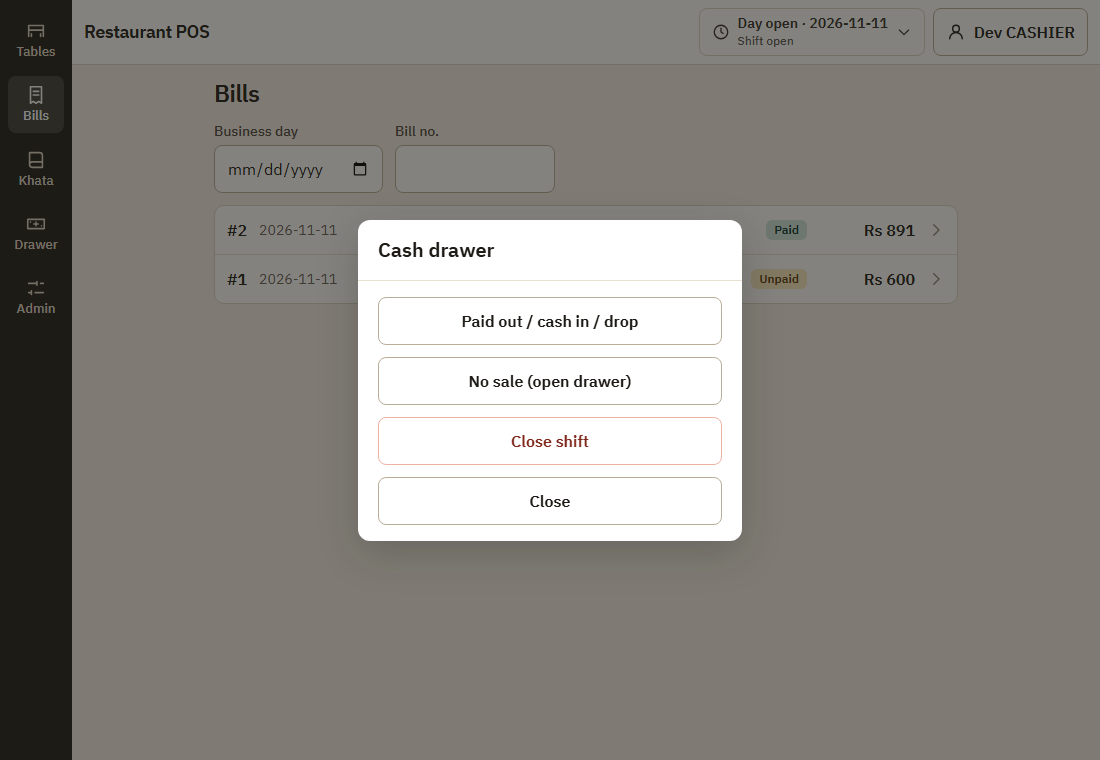 Restaurant POS
Day open · 2026-11-11
Shift open
Dev CASHIER
Tables
Bills
Khata
Drawer
Admin
Bills
Business day
Bill no.
mm/dd/yyyy
#2 2026-11-11 Paid Rs 891
#1 2026-11-11 Unpaid Rs 600
Cash drawer
Paid out / cash in / drop
No sale (open drawer)
Close shift
Close